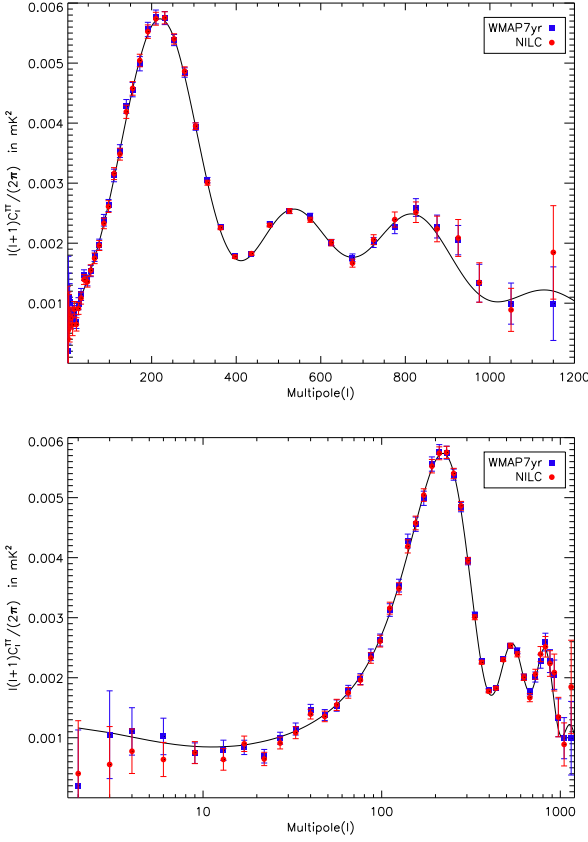 0.006
0.005
0.004
0.003
0.002
0.001
l(l+1)C_l^TT/(2π) in mK²
WMAP7yr
NILC
200 400 600 800 1000 1200
Multipole(l)
0.006
0.005
0.004
0.003
0.002
0.001
l(l+1)C_l^TT/(2π) in mK²
WMAP7yr
NILC
10 100 1000
Multipole(l)